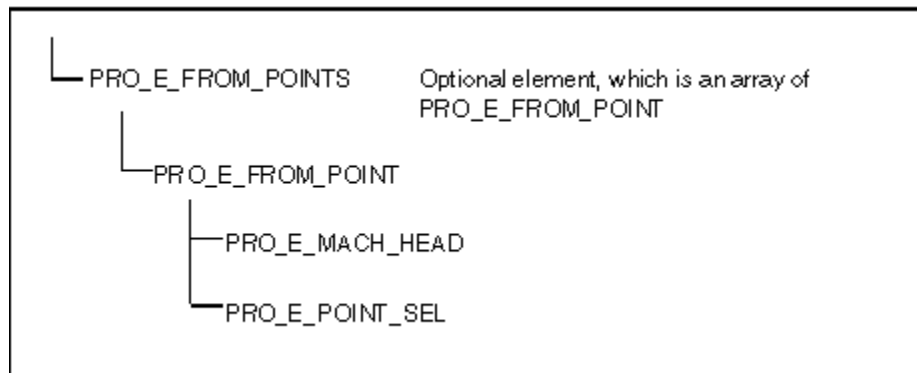 PRO_E_FROM_POINTS Optional element, which is an array of
PRO_E_FROM_POINT
PRO_E_FROM_POINT
PRO_E_MACH_HEAD
PRO_E_POINT_SEL